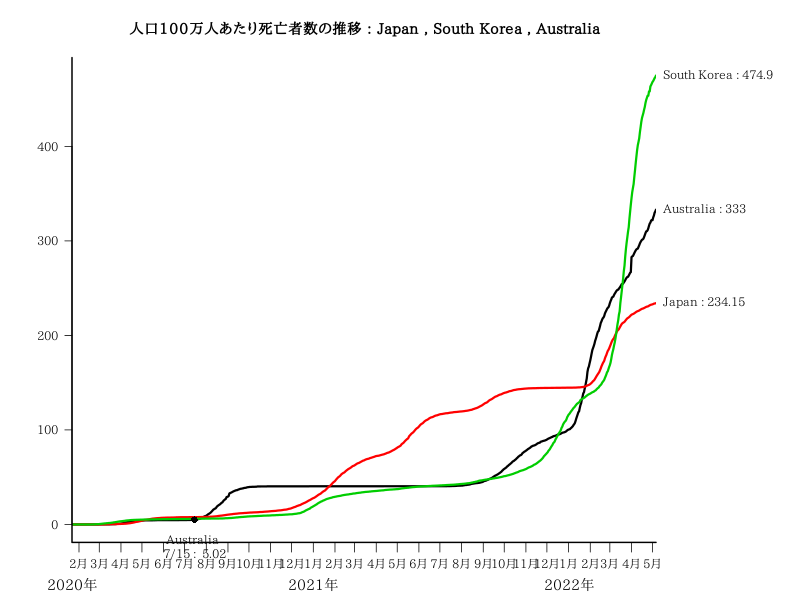 人口100万人あたり死亡者数の推移 : Japan , South Korea , Australia
South Korea : 474.9
400
Australia : 333
300
Japan : 234.15
200
100
0
Australia
7/15 : 5.02
2月 3月 4月 5月 6月 7月 8月 9月 10月 11月 12月 1月 2月 3月 4月 5月 6月 7月 8月 9月 10月 11月 12月 1月 2月 3月 4月 5月
2020年 2021年 2022年